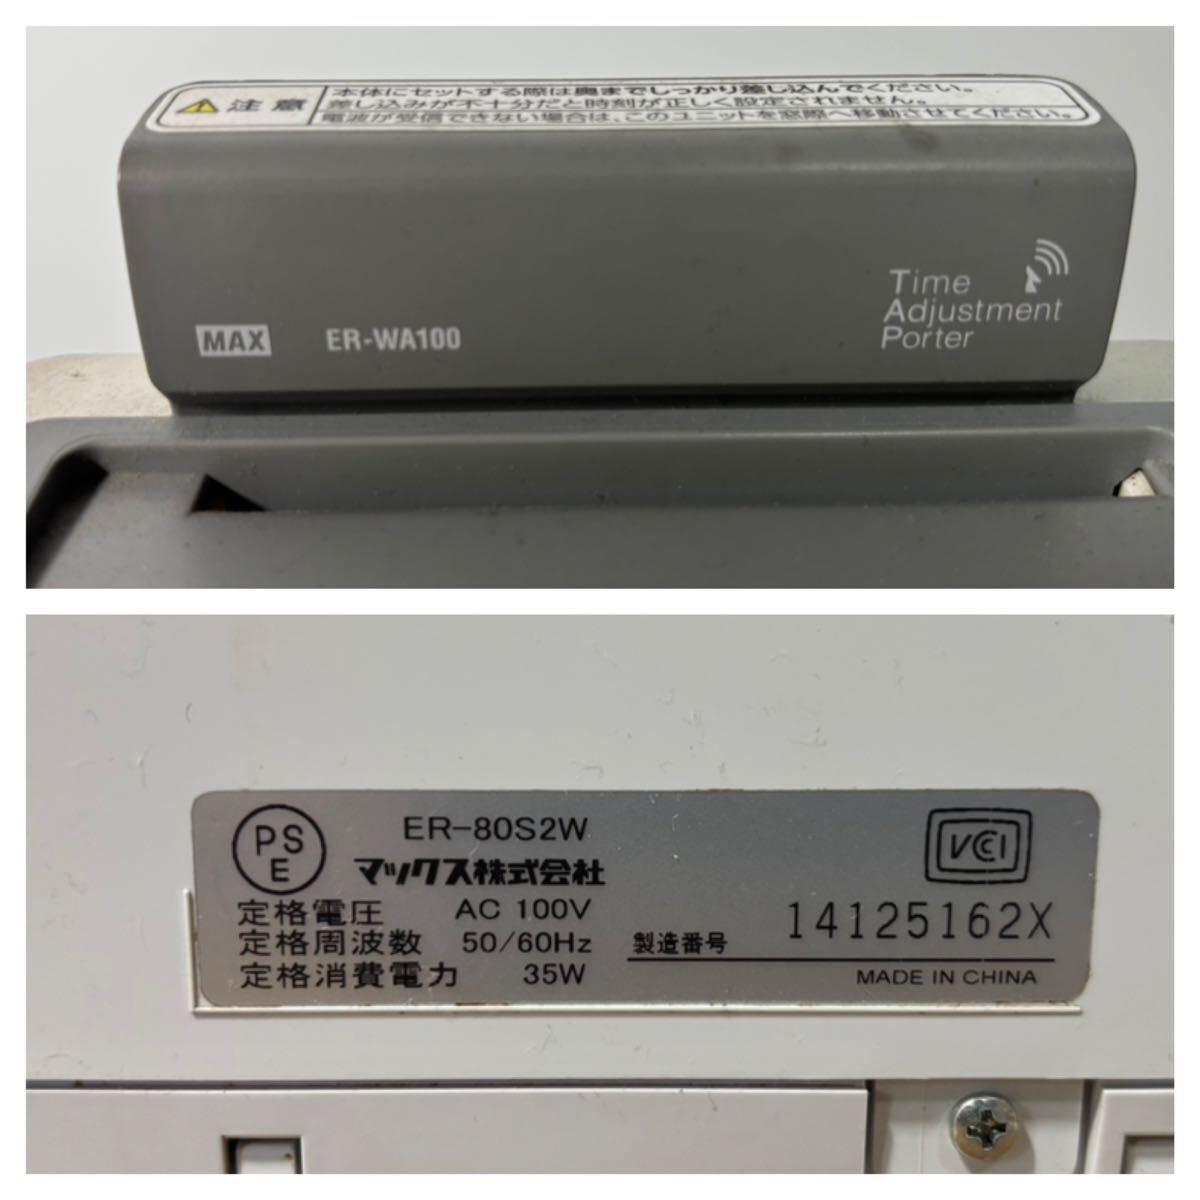 注意
本体にセットする際は奥までしっかり差し込んでください。
差し込みが不十分だと時刻が正しく設定されません。
電波が受信できない場合は、このユニットを窓際へ移動させてください。
MAX ER-WA100
Time
Adjustment
Porter
PS
E
ER-80S2W
マックス株式会社
VCCI
定格電圧 AC 100V
定格周波数 50/60Hz
定格消費電力 35W
製造番号 14125162X
MADE IN CHINA